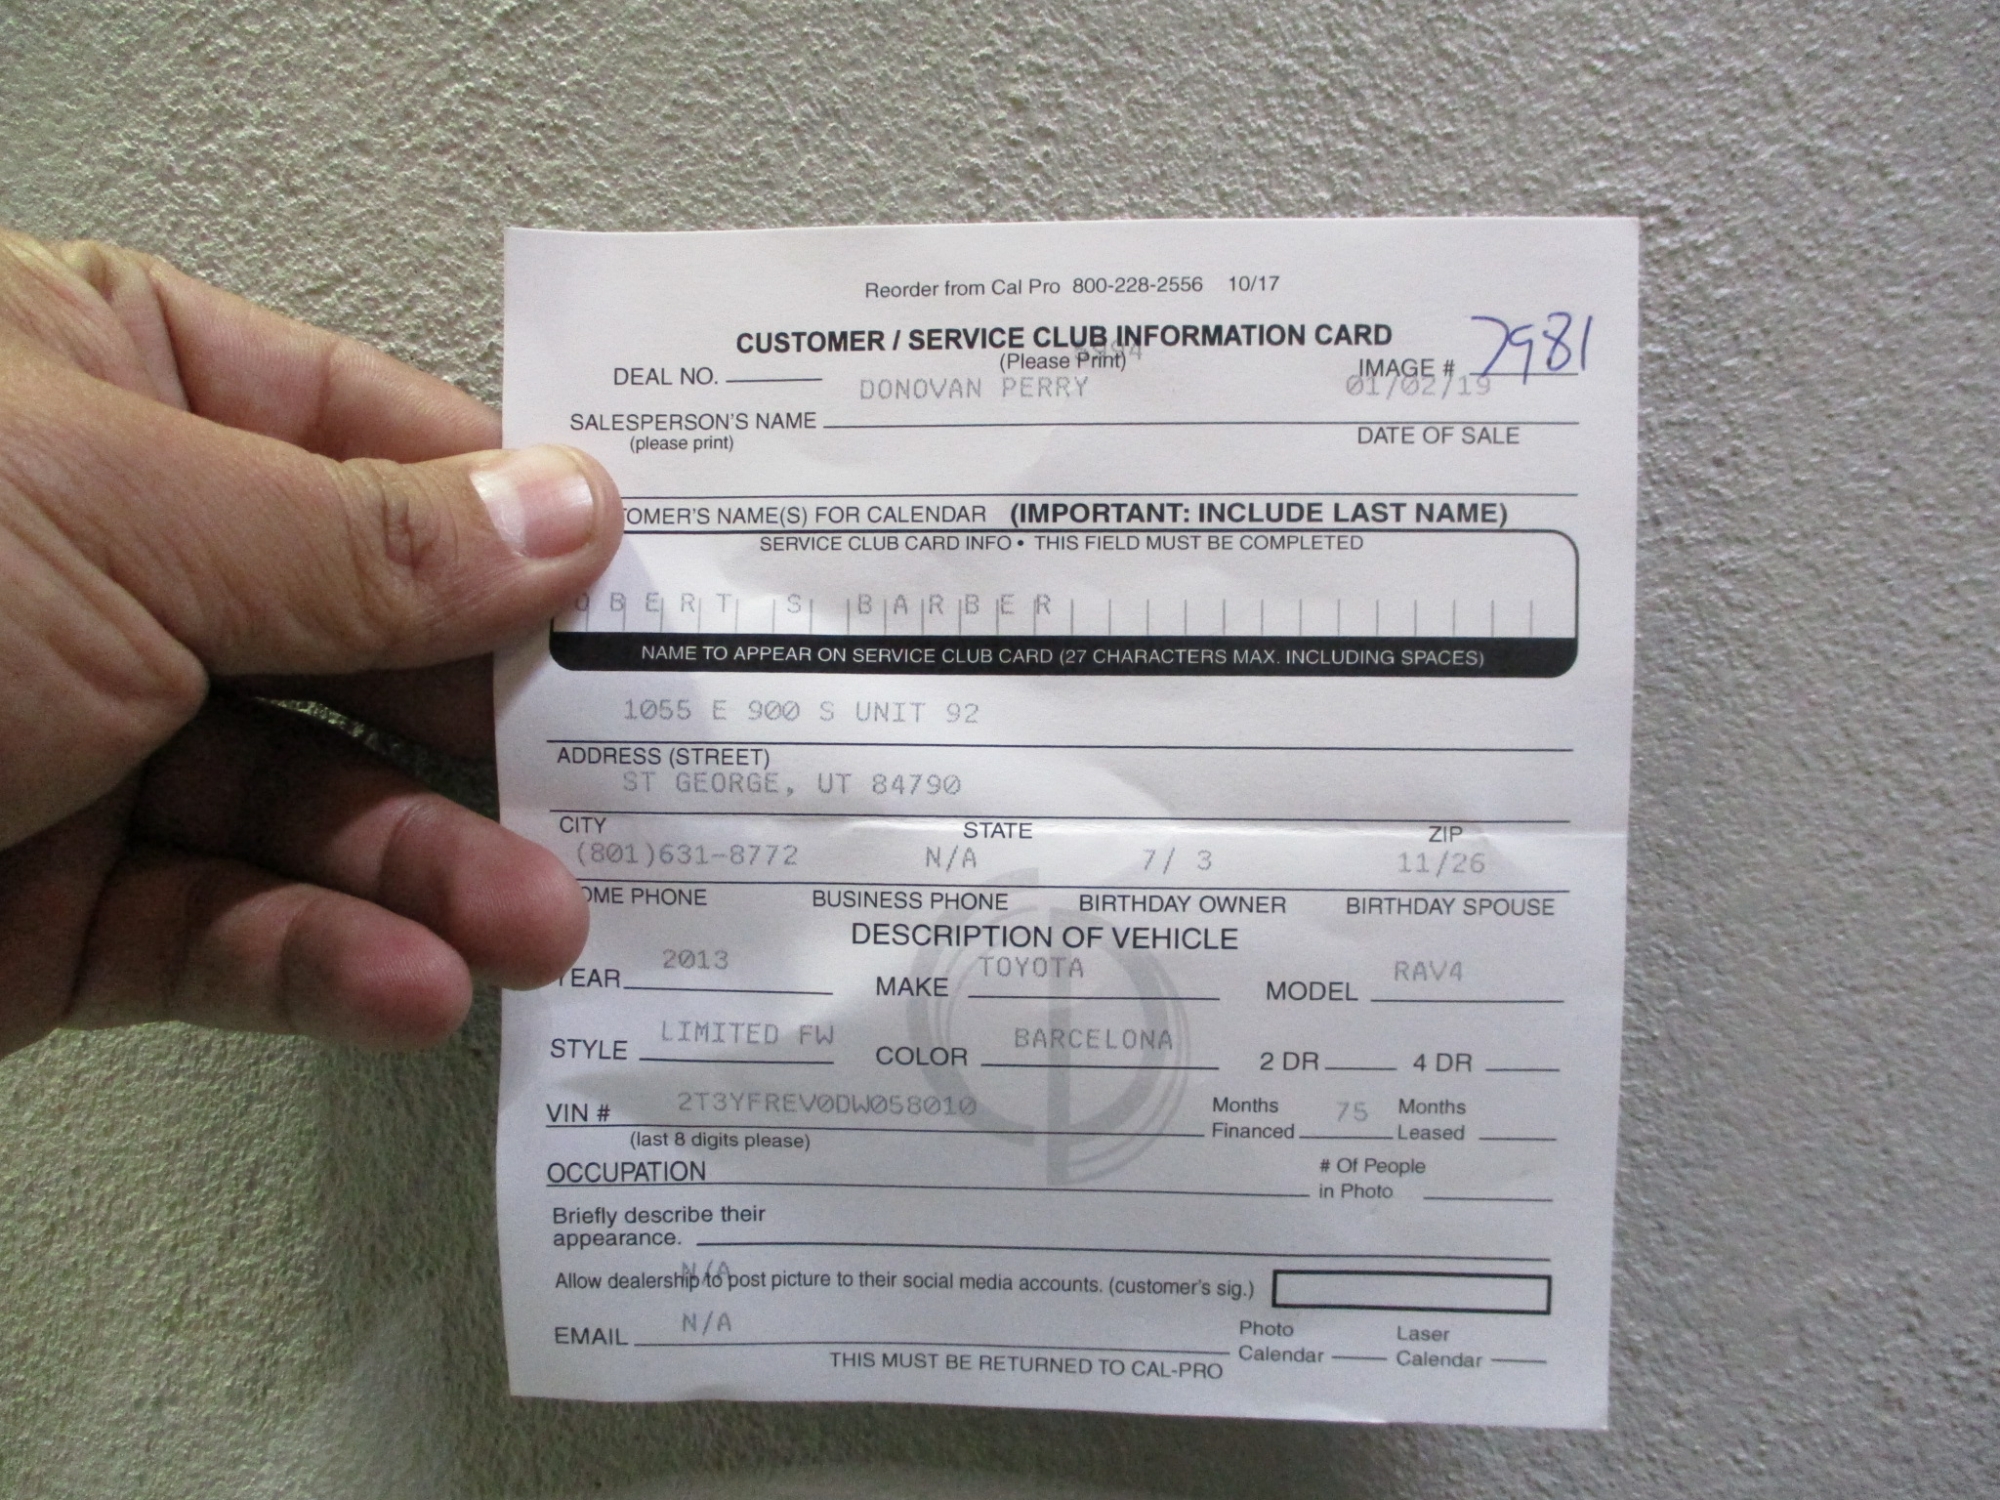 Reorder from Cal Pro 800-228-2556 10/17
CUSTOMER / SERVICE CLUB INFORMATION CARD
(Please Print)
DEAL NO. IMAGE # 7981
DONOVAN PERRY 01/02/19
SALESPERSON'S NAME
(please print) DATE OF SALE
TOMER'S NAME(S) FOR CALENDAR (IMPORTANT: INCLUDE LAST NAME)
SERVICE CLUB CARD INFO • THIS FIELD MUST BE COMPLETED
OBERT S BARBER
NAME TO APPEAR ON SERVICE CLUB CARD (27 CHARACTERS MAX. INCLUDING SPACES)
1055 E 900 S UNIT 92
ADDRESS (STREET)
ST GEORGE, UT 84790
CITY STATE ZIP
(801)631-8772 N/A 7/ 3 11/26
OME PHONE BUSINESS PHONE BIRTHDAY OWNER BIRTHDAY SPOUSE
DESCRIPTION OF VEHICLE
YEAR 2013 MAKE TOYOTA MODEL RAV4
STYLE LIMITED FW COLOR BARCELONA 2 DR 4 DR
VIN # 2T3YFREV0DW058010 Months Financed 75 Months Leased
(last 8 digits please)
OCCUPATION # Of People in Photo
Briefly describe their
appearance.
N/A
Allow dealership to post picture to their social media accounts. (customer's sig.)
EMAIL N/A Photo Calendar Laser Calendar
THIS MUST BE RETURNED TO CAL-PRO